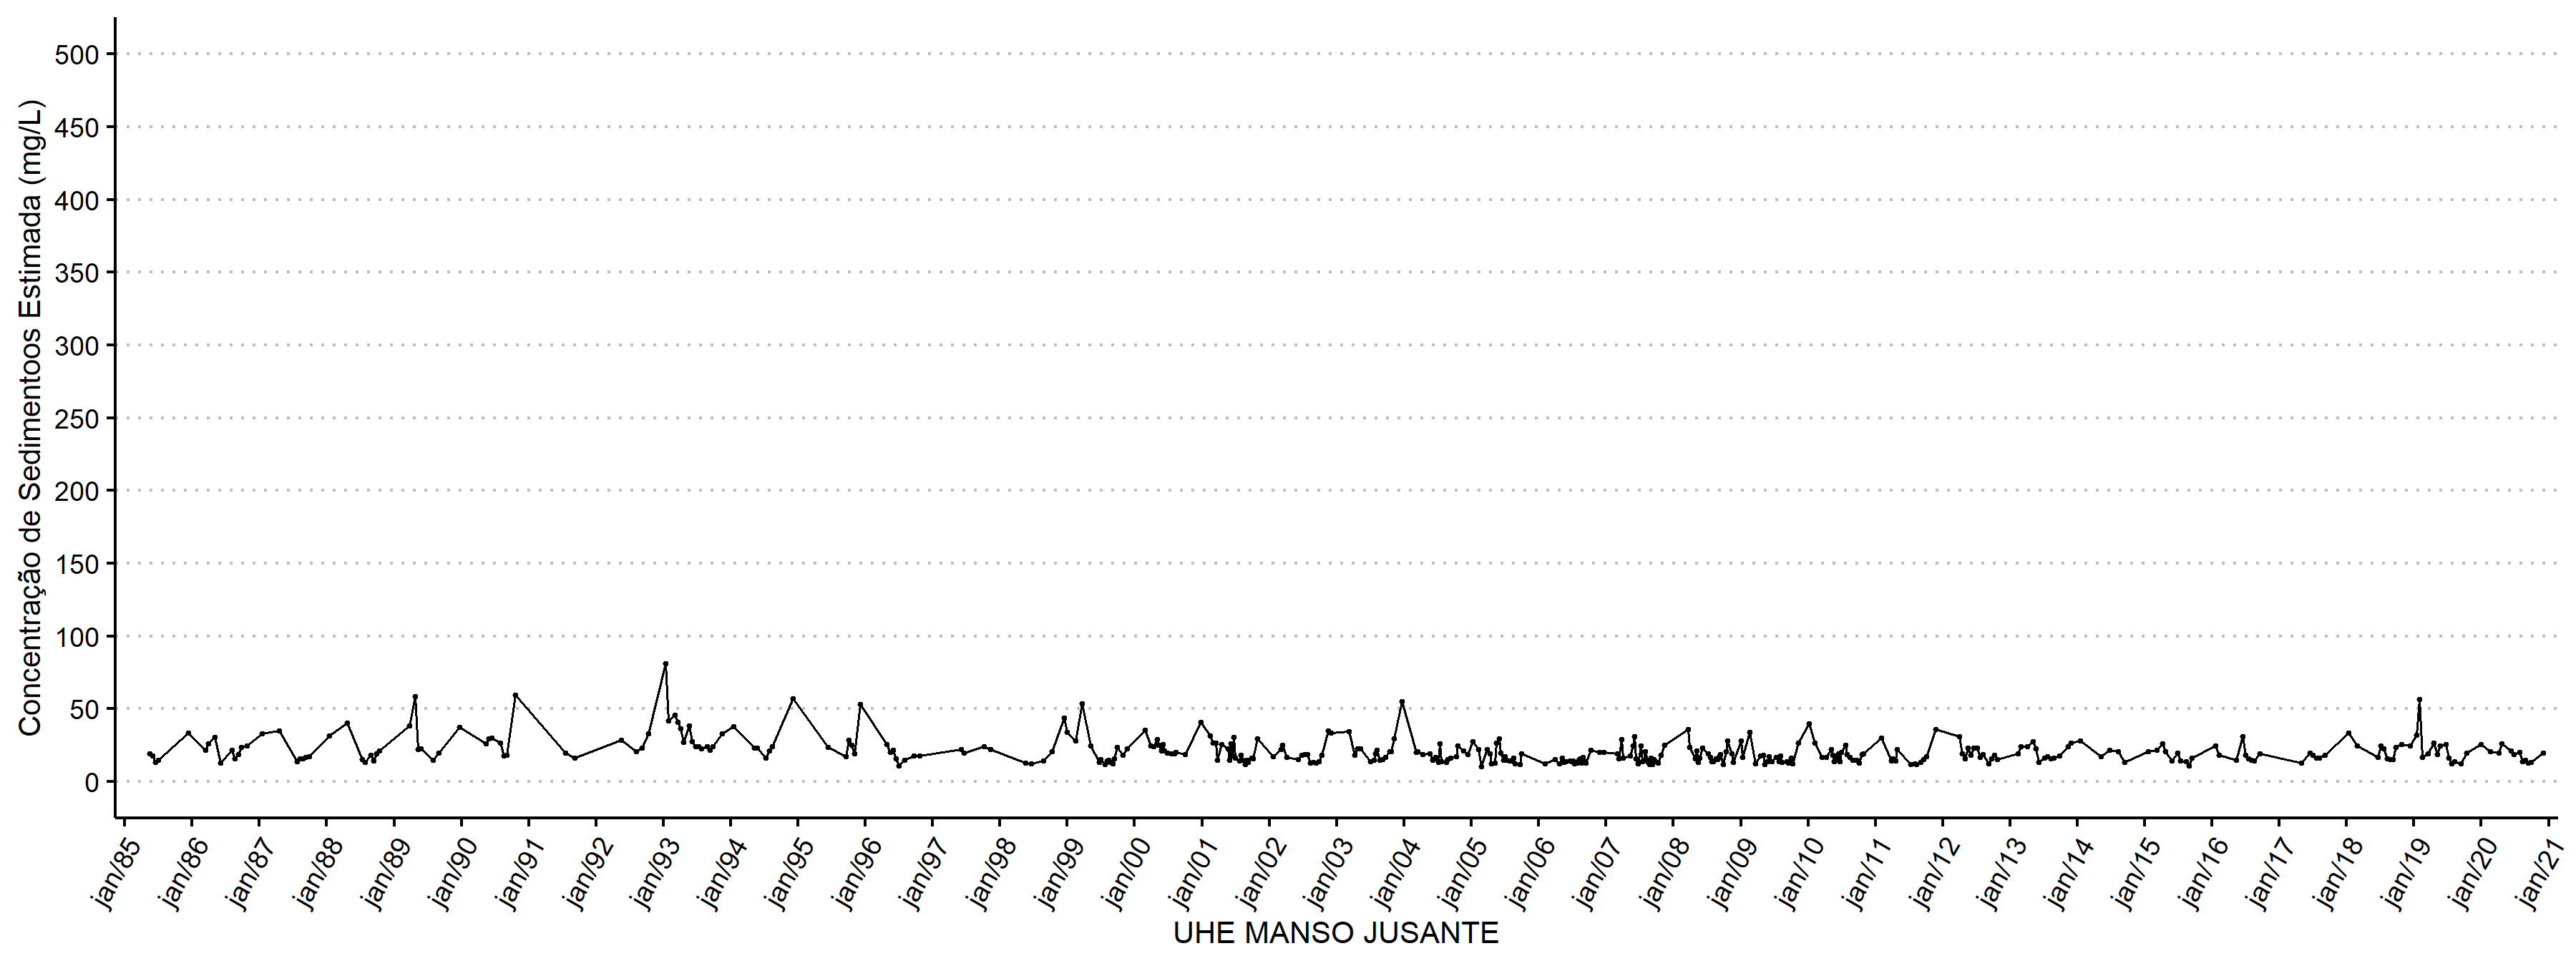 Concentração de Sedimentoos Estimada (mg/L)
500
450
400
350
300
250
200
150
100
50
0
jan/85
jan/86
jan/87
jan/88
jan/89
jan/90
jan/91
jan/92
jan/93
jan/94
jan/95
jan/96
jan/97
jan/98
jan/99
jan/00
jan/01
jan/02
jan/03
jan/04
jan/05
jan/06
jan/07
jan/08
jan/09
jan/10
jan/11
jan/12
jan/13
jan/14
jan/15
jan/16
jan/17
jan/18
jan/19
jan/20
jan/21
UHE MANSO JUSANTE